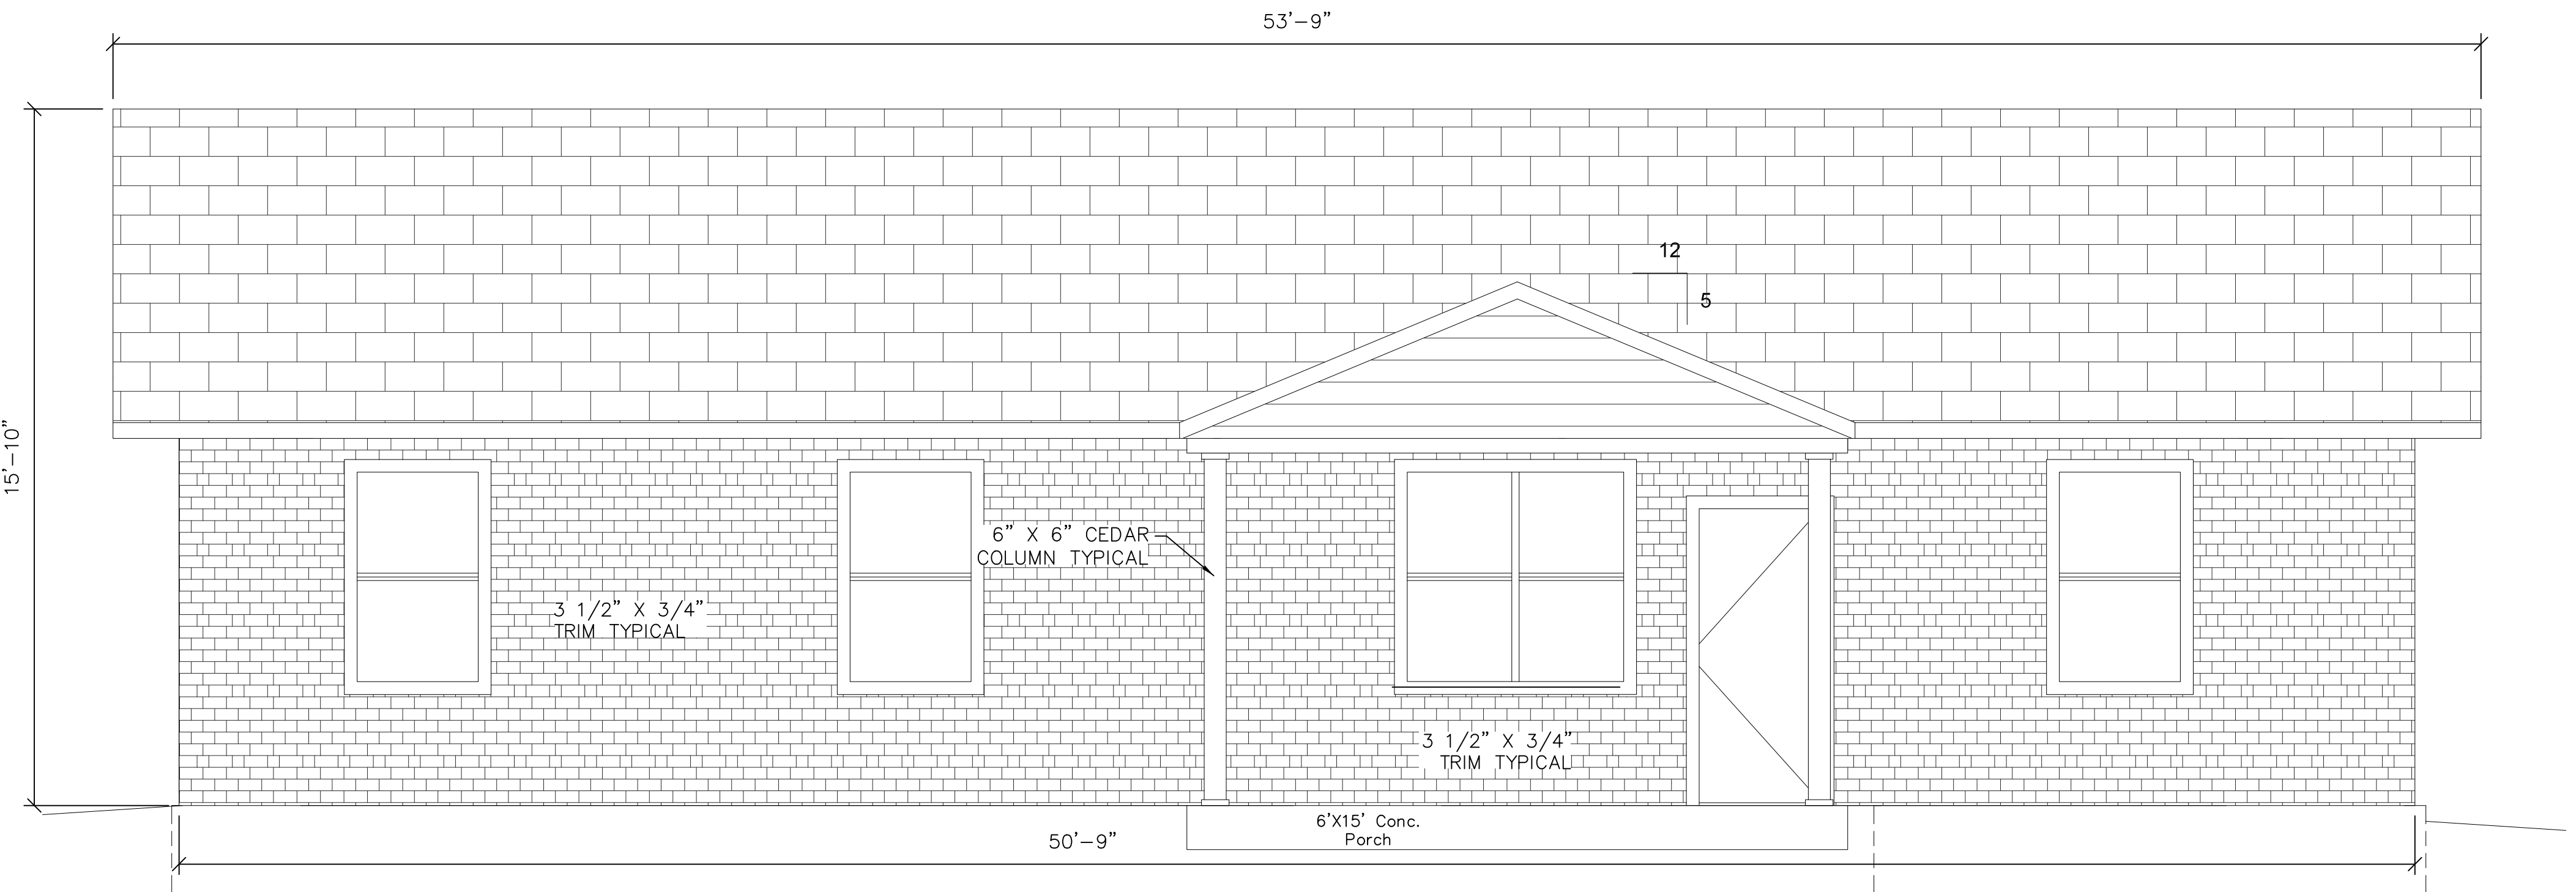 53'-9"
12
5
15'-10"
6" X 6" CEDAR
COLUMN TYPICAL
3 1/2" X 3/4"
TRIM TYPICAL
3 1/2" X 3/4"
TRIM TYPICAL
6'X15' Conc.
Porch
50'-9"